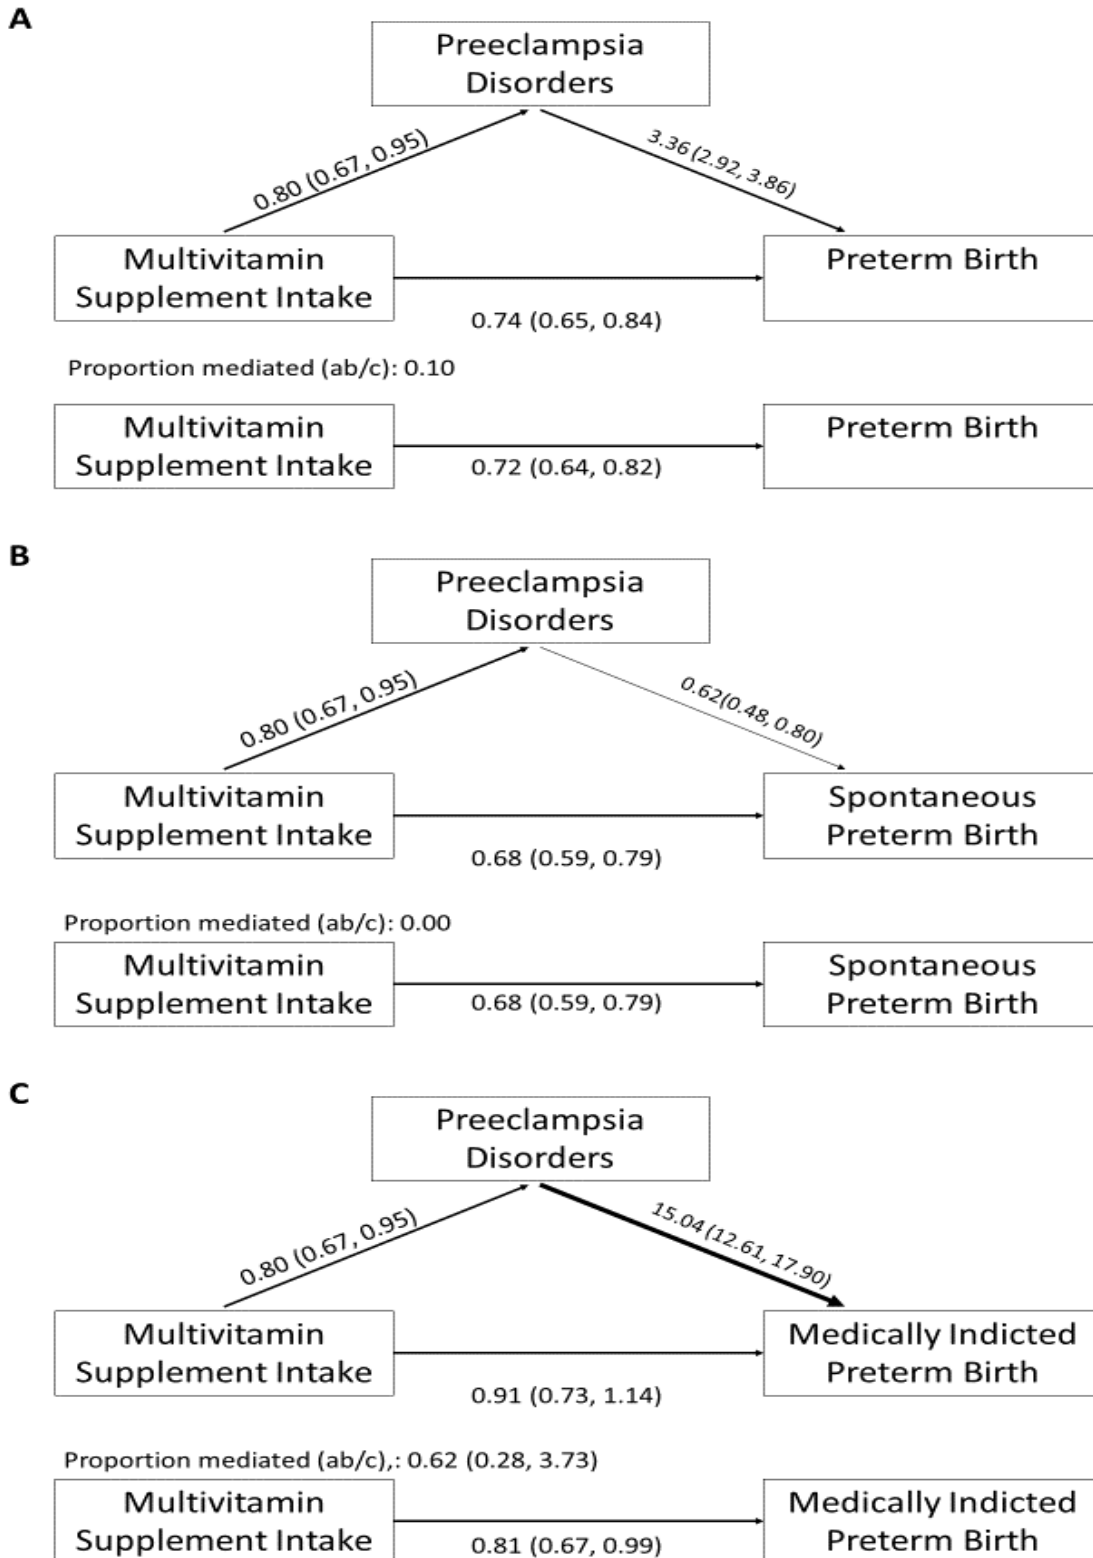 A
Preeclampsia
Disorders
0.80 (0.67, 0.95)
3.36 (2.92, 3.86)
Multivitamin
Supplement Intake
Preterm Birth
0.74 (0.65, 0.84)
Proportion mediated (ab/c): 0.10
Multivitamin
Supplement Intake
Preterm Birth
0.72 (0.64, 0.82)
B
Preeclampsia
Disorders
0.80 (0.67, 0.95)
0.62(0.48, 0.80)
Multivitamin
Supplement Intake
Spontaneous
Preterm Birth
0.68 (0.59, 0.79)
Proportion mediated (ab/c): 0.00
Multivitamin
Supplement Intake
Spontaneous
Preterm Birth
0.68 (0.59, 0.79)
C
Preeclampsia
Disorders
0.80 (0.67, 0.95)
15.04 (12.61, 17.90)
Multivitamin
Supplement Intake
Medically Indicted
Preterm Birth
0.91 (0.73, 1.14)
Proportion mediated (ab/c),: 0.62 (0.28, 3.73)
Multivitamin
Supplement Intake
Medically Indicted
Preterm Birth
0.81 (0.67, 0.99)